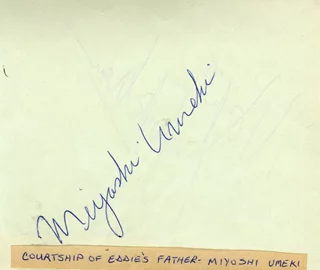 Miyoshi Umeki
COURTSHIP OF EDDIE'S FATHER- MIYOSHI UMEKI